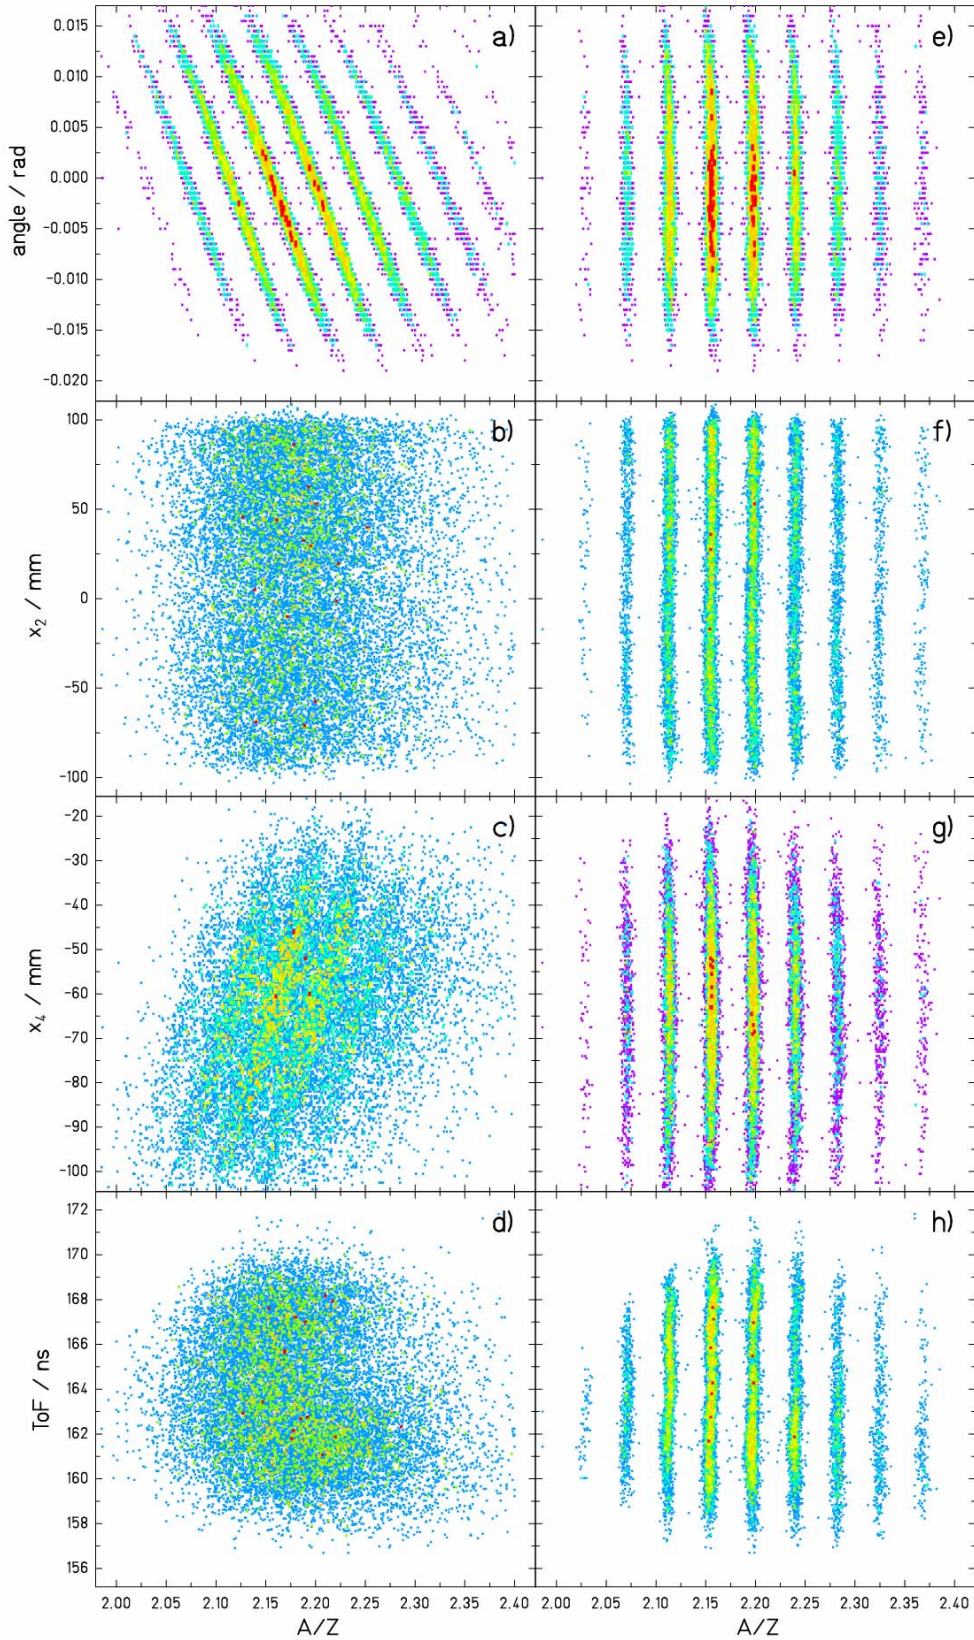 0.015
0.010
0.005
0.000
-0.005
-0.010
-0.015
-0.020
angle / rad
a)
e)
100
50
0
-50
-100
x₂ / mm
b)
f)
-20
-30
-40
-50
-60
-70
-80
-90
-100
x₄ / mm
c)
g)
172
170
168
166
164
162
160
158
156
ToF / ns
d)
h)
2.00 2.05 2.10 2.15 2.20 2.25 2.30 2.35 2.40 2.00 2.05 2.10 2.15 2.20 2.25 2.30 2.35 2.40
A/Z A/Z